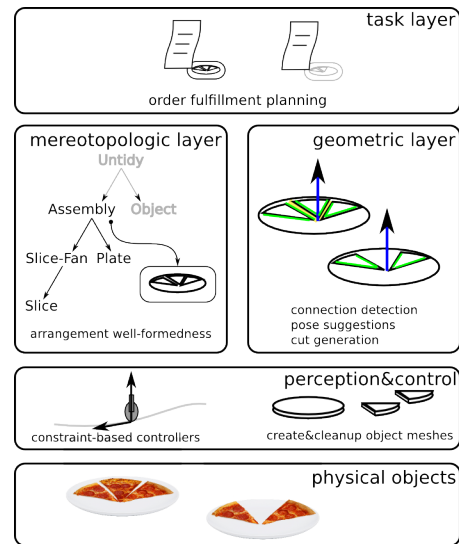 task layer
order fulfillment planning
mereotopologic layer
Untidy
Assembly Object
Slice-Fan Plate
Slice
arrangement well-formedness
geometric layer
connection detection
pose suggestions
cut generation
perception&control
constraint-based controllers
create&cleanup object meshes
physical objects